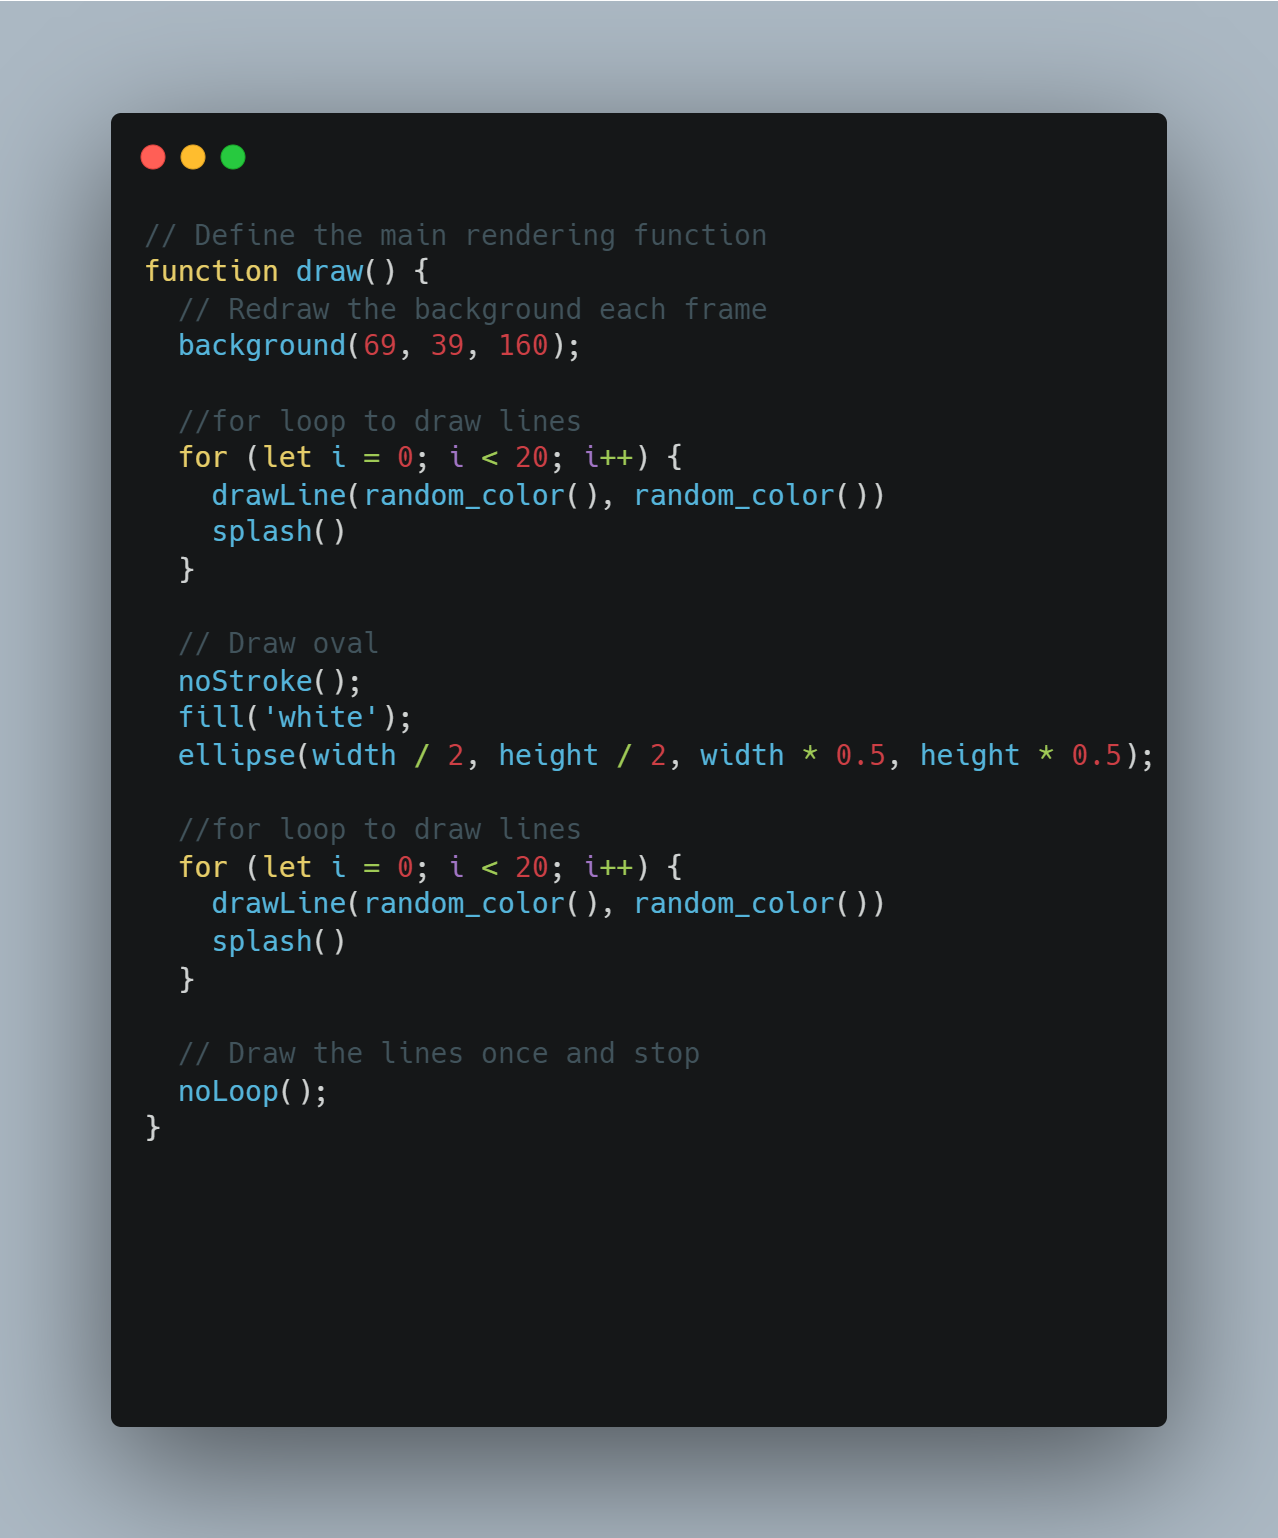 // Define the main rendering function
function draw() {
  // Redraw the background each frame
  background(69, 39, 160);

  //for loop to draw lines
  for (let i = 0; i < 20; i++) {
    drawLine(random_color(), random_color())
    splash()
  }

  // Draw oval
  noStroke();
  fill('white');
  ellipse(width / 2, height / 2, width * 0.5, height * 0.5);

  //for loop to draw lines
  for (let i = 0; i < 20; i++) {
    drawLine(random_color(), random_color())
    splash()
  }

  // Draw the lines once and stop
  noLoop();
}